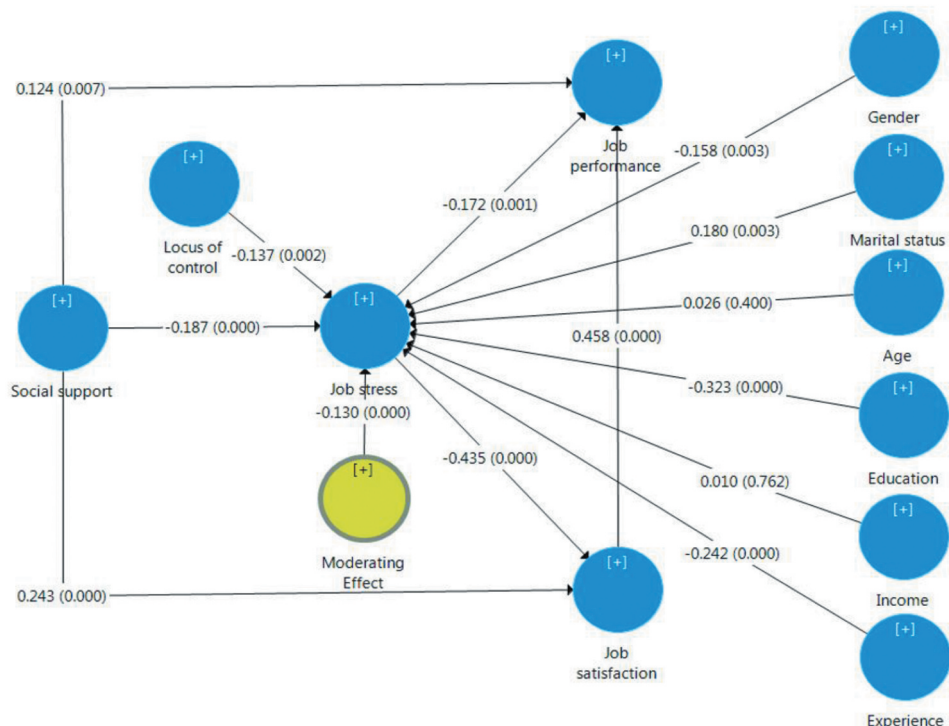 [+]
[+]
0.124 (0.007)
Gender
Job
performance
[+]
-0.158 (0.003)
[+]
-0.172 (0.001)
0.180 (0.003)
Marital status
Locus of
control
-0.137 (0.002)
[+]
[+]
[+]
0.026 (0.400)
-0.187 (0.000)
0.458 (0.000)
Age
Social support
Job stress
-0.323 (0.000)
[+]
-0.130 (0.000)
-0.435 (0.000)
[+]
Education
0.010 (0.762)
[+]
Moderating
Effect
-0.242 (0.000)
[+]
0.243 (0.000)
Income
Job
satisfaction
[+]
Experience